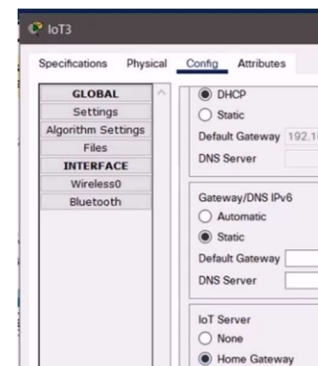 IoT3
Specifications Physical Config Attributes
GLOBAL
Settings
Algorithm Settings
Files
INTERFACE
Wireless0
Bluetooth
DHCP
Static
Default Gateway
DNS Server
Gateway/DNS IPv6
Automatic
Static
Default Gateway
DNS Server
IoT Server
None
Home Gateway